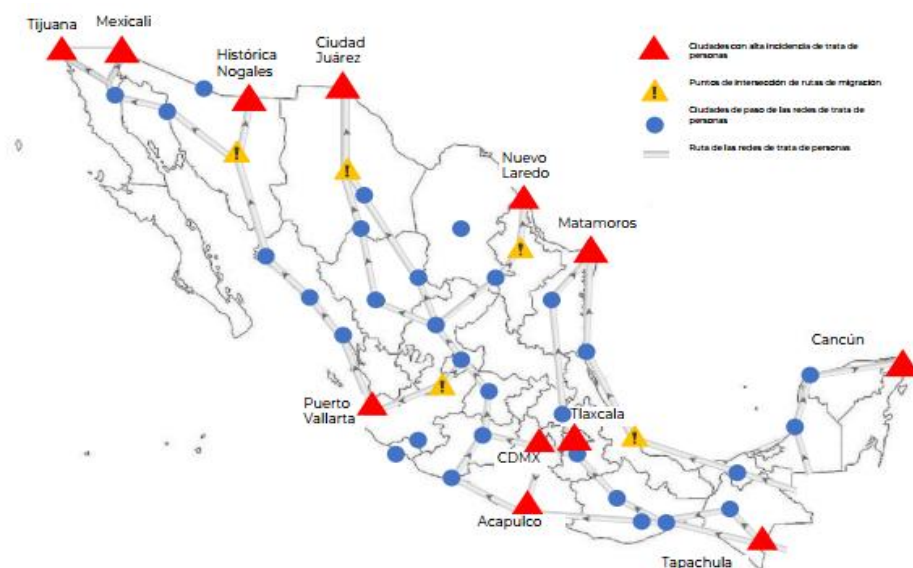 Tijuana
Mexicali
Histórica
Nogales
Ciudad
Juárez
Ciudades con alta incidencia de trata de
personas
Puntos de intersección de rutas de migración
Ciudades de paso de las redes de trata de
personas
Ruta de las redes de trata de personas
Nuevo
Laredo
Matamoros
Cancún
Puerto
Vallarta
Tlaxcala
CDMX
Acapulco
Tapachula